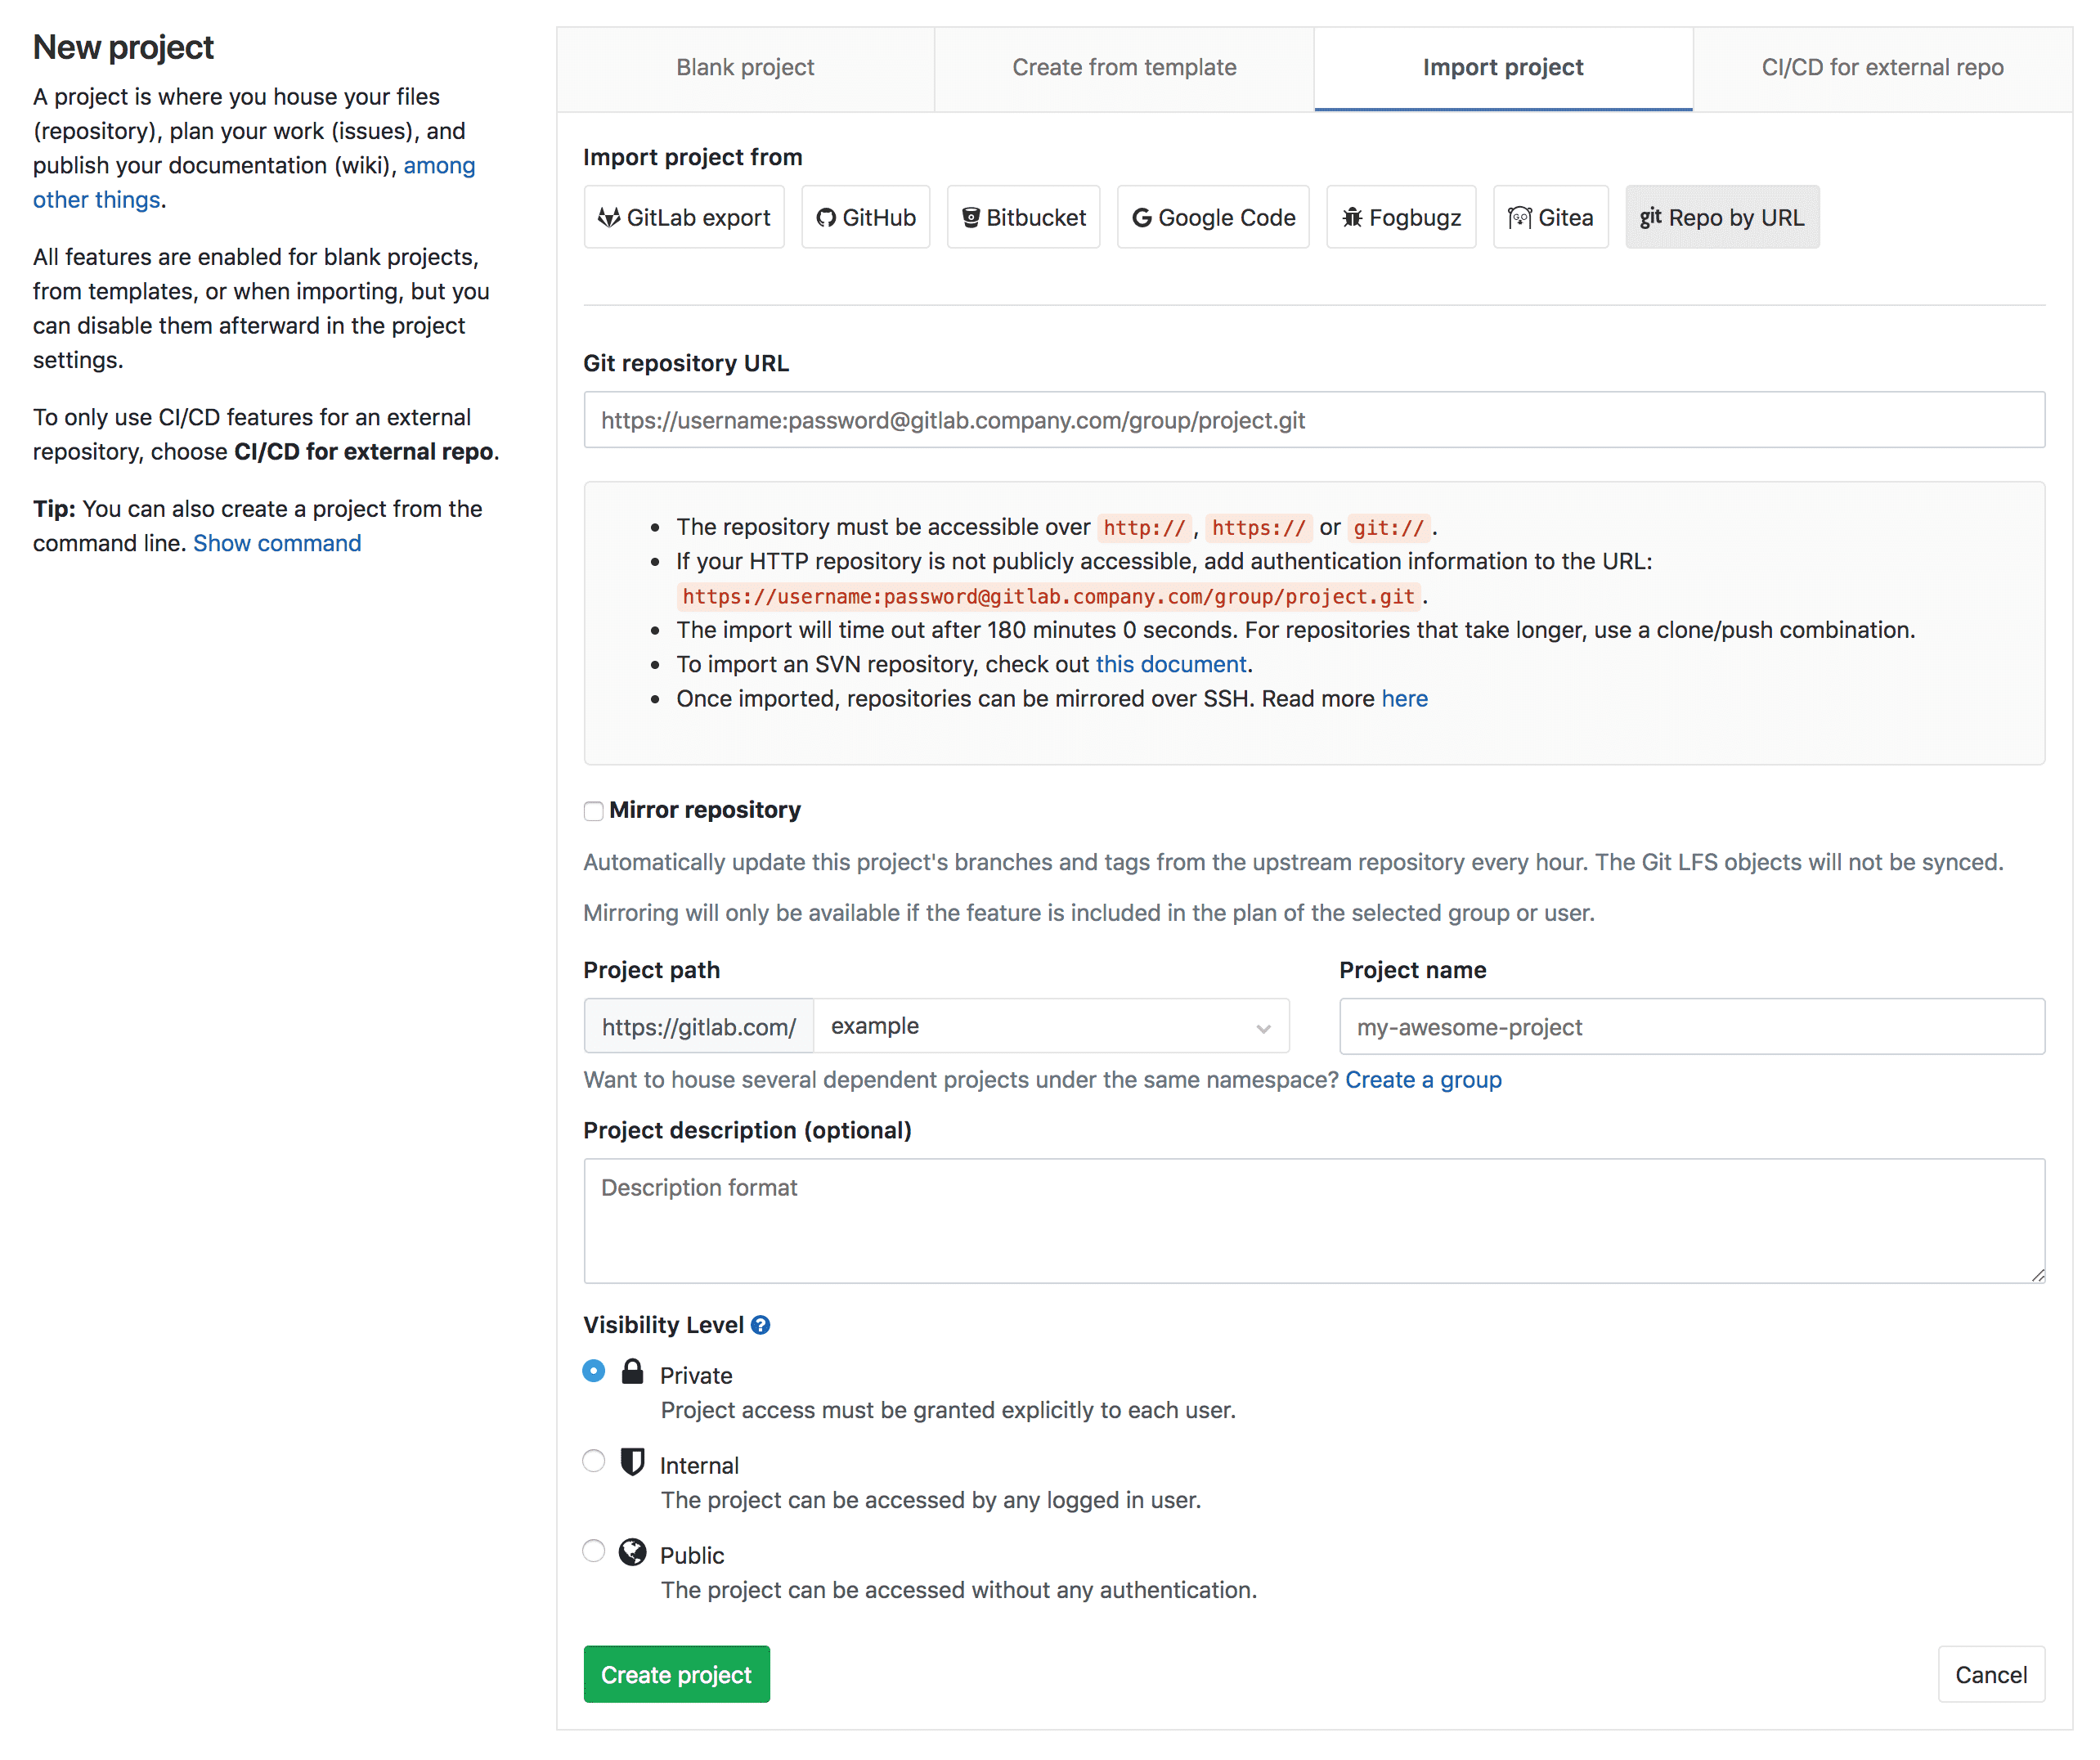 New project
A project is where you house your files
(repository), plan your work (issues), and
publish your documentation (wiki), among
other things.
All features are enabled for blank projects,
from templates, or when importing, but you
can disable them afterward in the project
settings.
To only use CI/CD features for an external
repository, choose CI/CD for external repo.
Tip: You can also create a project from the
command line. Show command
Blank project
Create from template
Import project
CI/CD for external repo
Import project from
GitLab export
GitHub
Bitbucket
Google Code
Fogbugz
Gitea
git Repo by URL
Git repository URL
https://username:password@gitlab.company.com/group/project.git
The repository must be accessible over http://, https:// or git://.
If your HTTP repository is not publicly accessible, add authentication information to the URL:
https://username:password@gitlab.company.com/group/project.git.
The import will time out after 180 minutes 0 seconds. For repositories that take longer, use a clone/push combination.
To import an SVN repository, check out this document.
Once imported, repositories can be mirrored over SSH. Read more here
Mirror repository
Automatically update this project's branches and tags from the upstream repository every hour. The Git LFS objects will not be synced.
Mirroring will only be available if the feature is included in the plan of the selected group or user.
Project path
Project name
https://gitlab.com/ example
my-awesome-project
Want to house several dependent projects under the same namespace? Create a group
Project description (optional)
Description format
Visibility Level ?
Private
Project access must be granted explicitly to each user.
Internal
The project can be accessed by any logged in user.
Public
The project can be accessed without any authentication.
Create project
Cancel